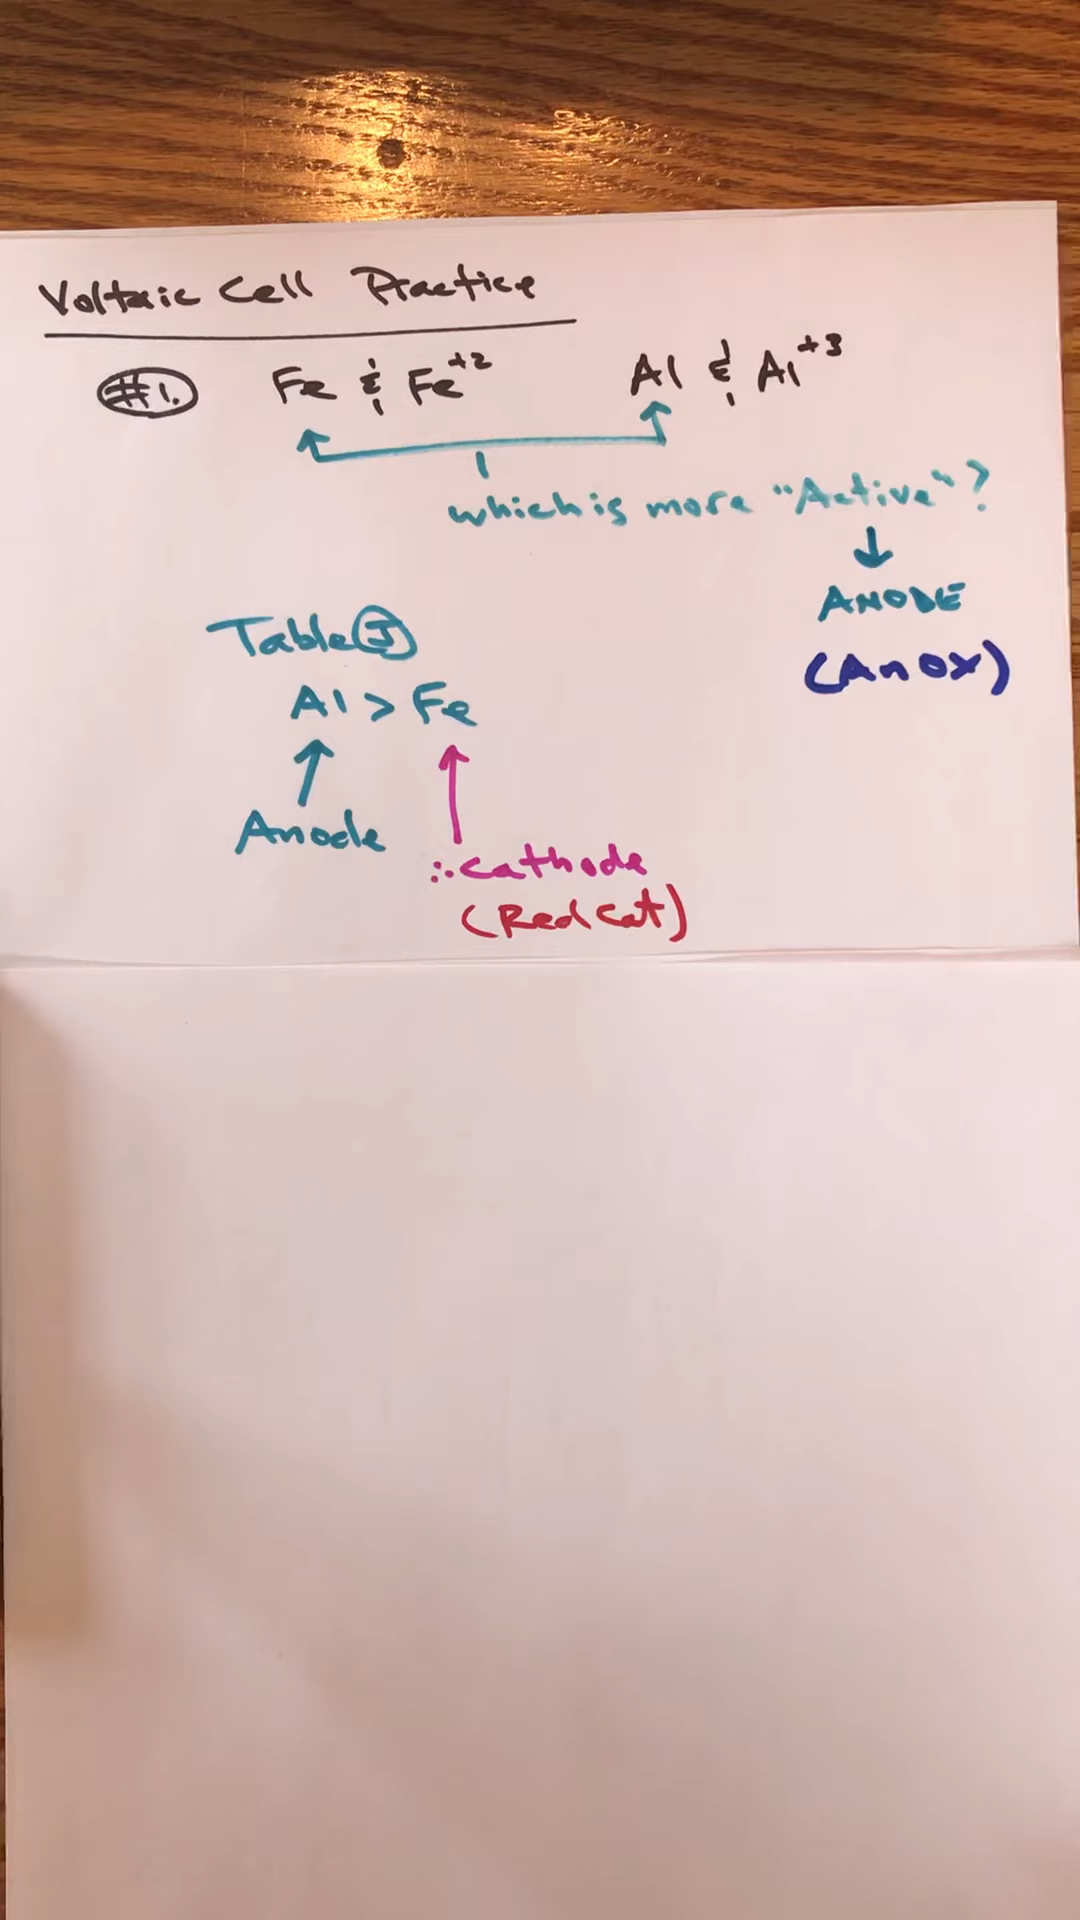 Voltaic Cell Practice
#1. Fe & Fe+2 Al & Al+3
which is more "Active"?
ANODE
(An Ox)
Table J
Al > Fe
Anode
∴ Cathode
(Red Cat)